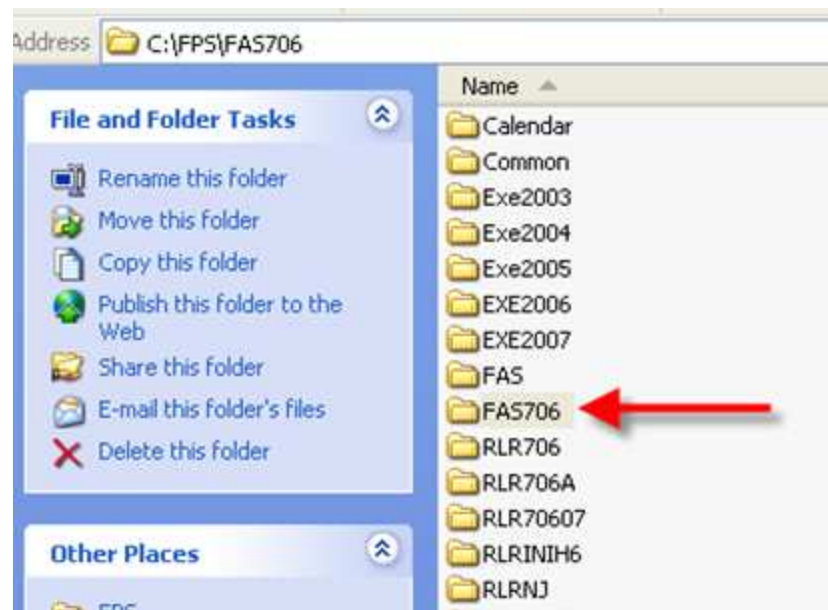 Address C:\FPS\FAS706
File and Folder Tasks
Rename this folder
Move this folder
Copy this folder
Publish this folder to the
Web
Share this folder
E-mail this folder's files
Delete this folder
Other Places
FPS
Name
Calendar
Common
Exe2003
Exe2004
Exe2005
EXE2006
EXE2007
FAS
FAS706
RLR706
RLR706A
RLR70607
RLRINIH6
RLRNJ